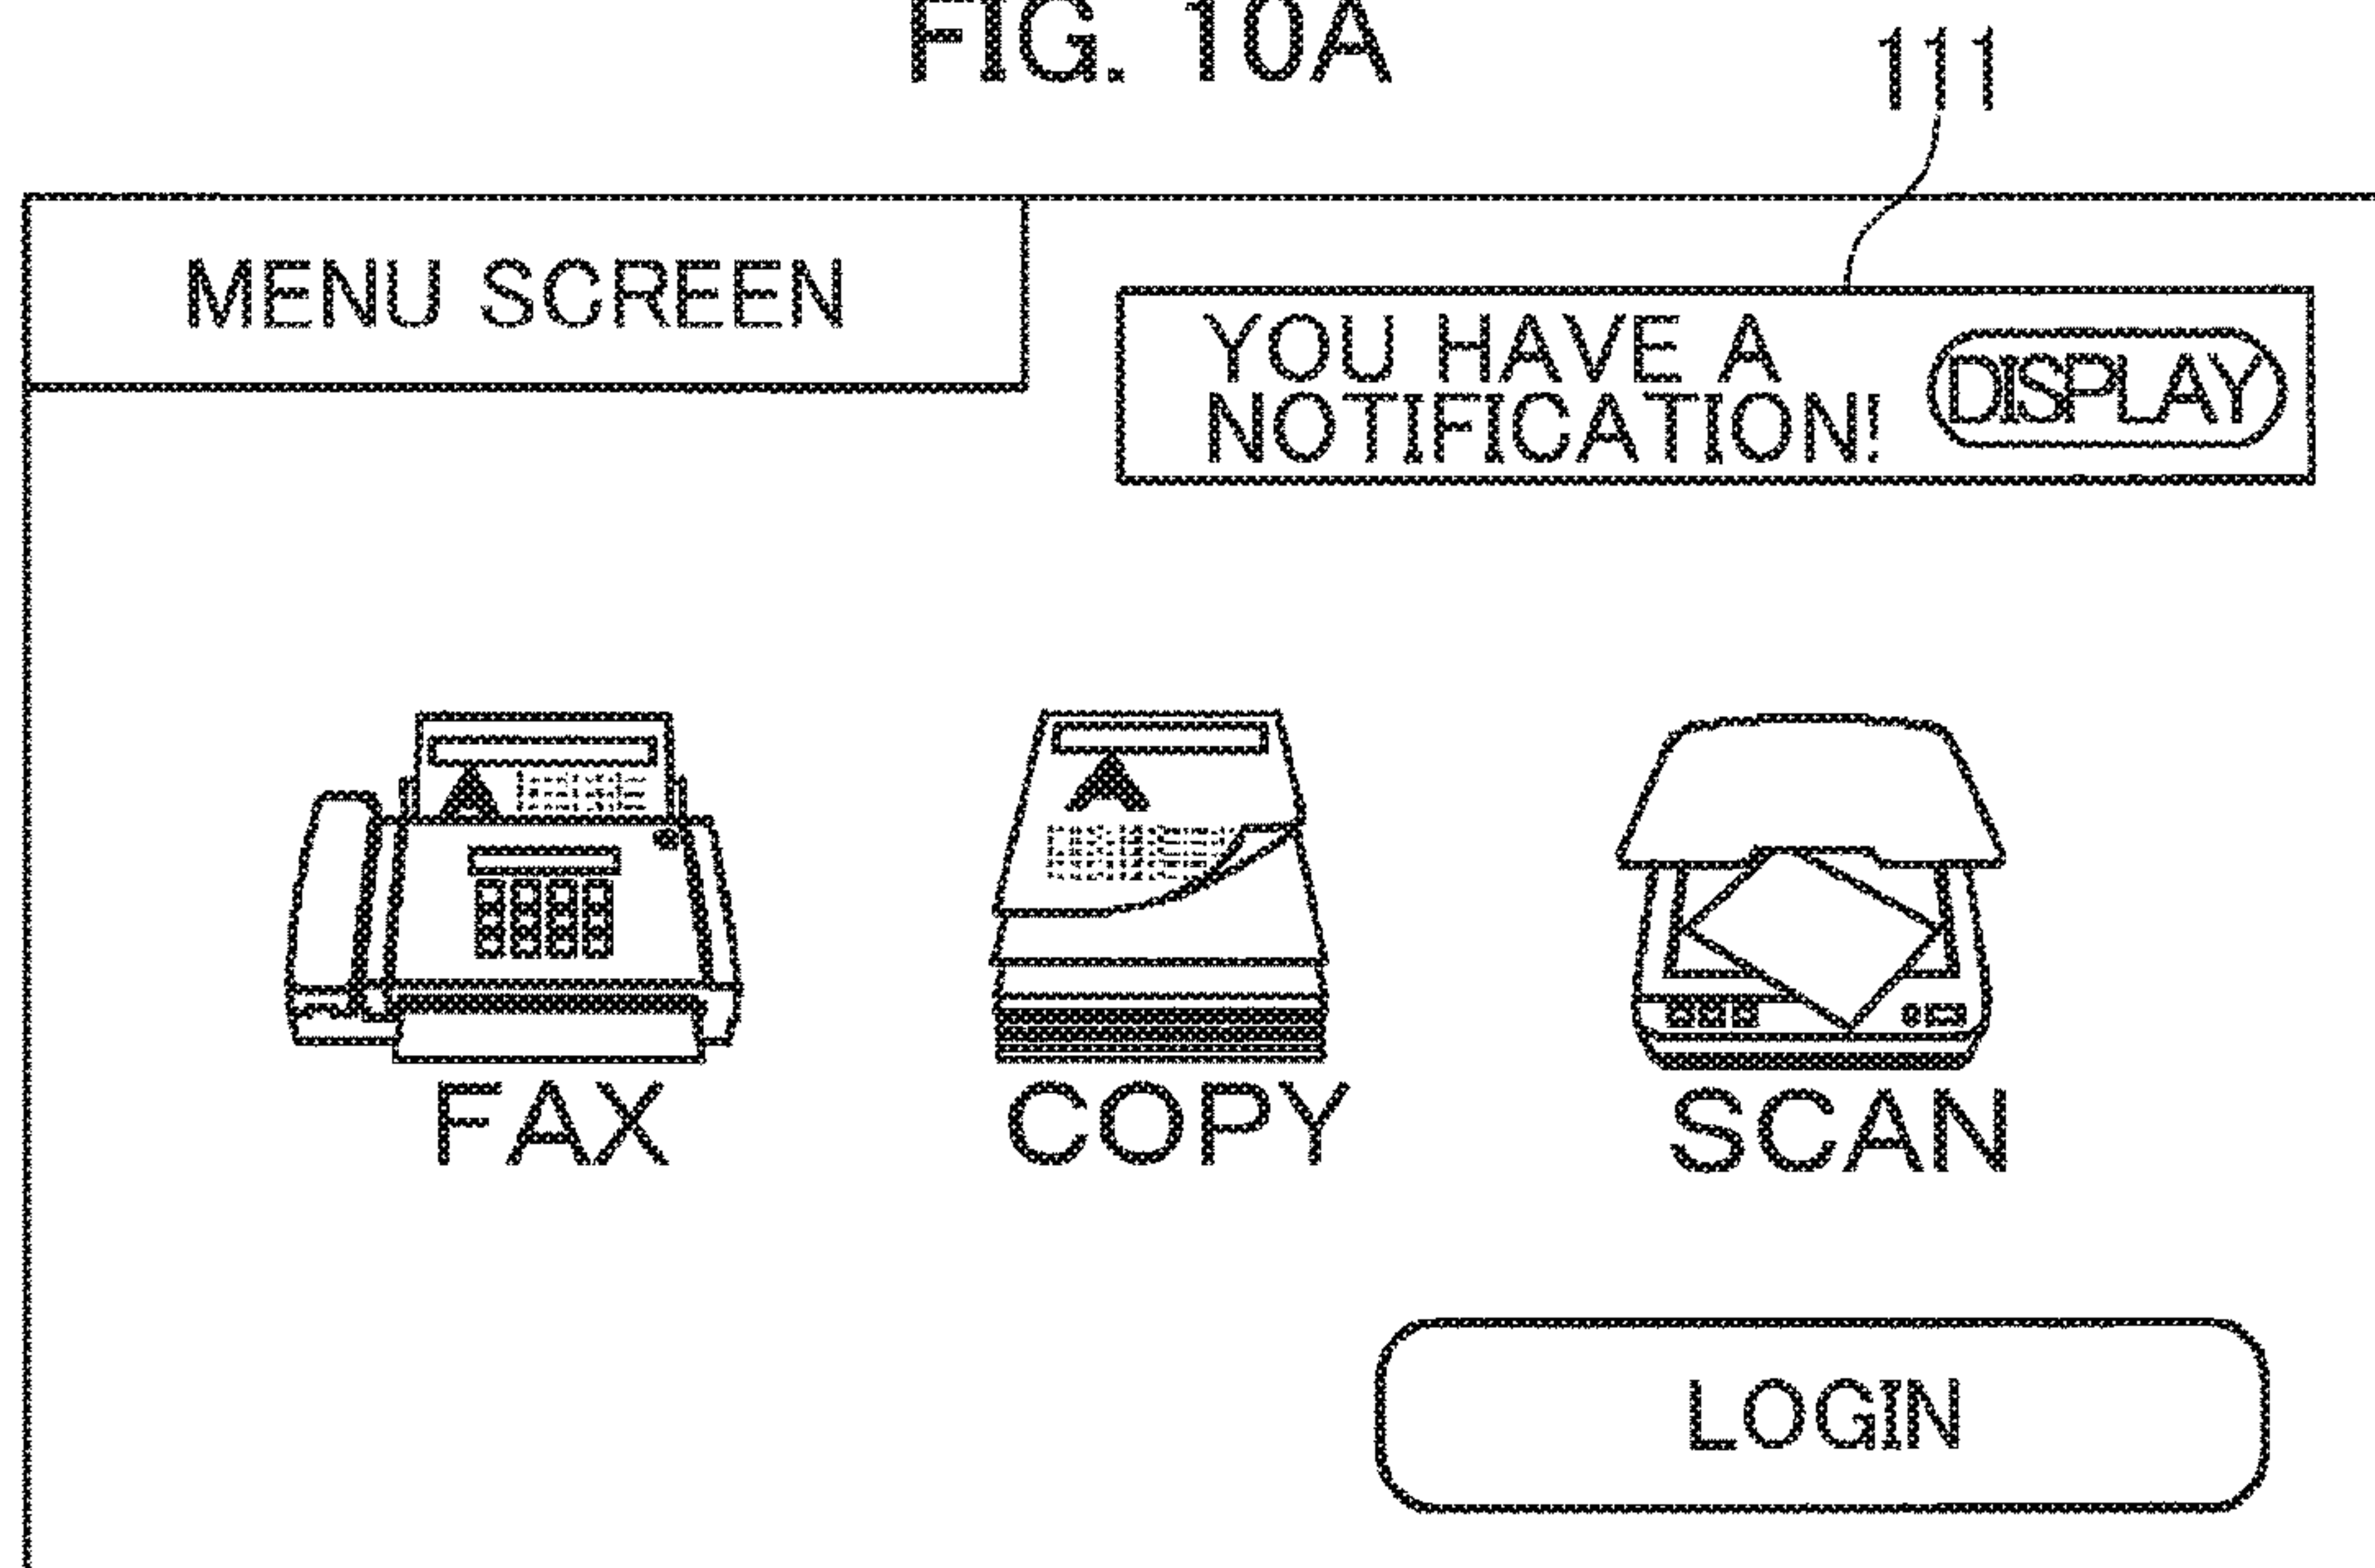 FIG. 10A
111
MENU SCREEN
YOU HAVE A
NOTIFICATION!
DISPLAY
FAX
COPY
SCAN
LOGIN